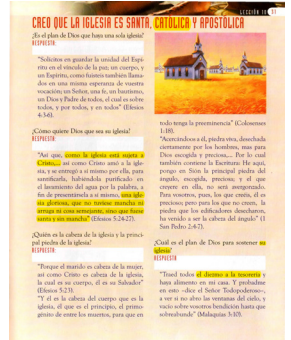 LECCIÓN 10
CREO QUE LA IGLESIA ES SANTA, CATÓLICA Y APOSTÓLICA
¿Es el plan de Dios que haya una sola iglesia?
RESPUESTA:
"Solícitos en guardar la unidad del Espí-
ritu en el vínculo de la paz; un cuerpo, y
un Espíritu, como fuisteis también llama-
dos en una misma esperanza de vuestra
vocación; un Señor, una fe, un bautismo,
un Dios y Padre de todos, el cual es sobre
todos, y por todos, y en todos" (Efesios
4:3-6).
¿Cómo quiere Dios que sea su iglesia?
RESPUESTA:
"Así que, como la iglesia está sujeta a
Cristo,... así como Cristo amó a la igle-
sia, y se entregó a sí mismo por ella, para
santificarla, habiéndola purificado en
el lavamiento del agua por la palabra, a
fin de presentársela a sí mismo, una igle-
sia gloriosa, que no tuviese mancha ni
arruga ni cosa semejante, sino que fuese
santa y sin mancha" (Efesios 5:24-27).
¿Quién es la cabeza de la iglesia y la princi-
pal piedra de la iglesia?
RESPUESTA:
"Porque el marido es cabeza de la mujer,
así como Cristo es cabeza de la iglesia,
la cual es su cuerpo, él es su Salvador"
(Efesios 5:23).
"Y él es la cabeza del cuerpo que es la
iglesia, él que es el principio, el primo-
génito de entre los muertos, para que en
todo tenga la preeminencia" (Colosenses
1:18).
"Acercándoos a él, piedra viva, desechada
ciertamente por los hombres, mas para
Dios escogida y preciosa,... Por lo cual
también contiene la Escritura: He aquí,
pongo en Sión la principal piedra del
ángulo, escogida, preciosa; y el que
creyere en ella, no será avergonzado.
Para vosotros, pues, los que creéis, él es
precioso; pero para los que no creen, la
piedra que los edificadores desecharon,
ha venido a ser la cabeza del ángulo" (1
San Pedro 2:4-7).
¿Cuál es el plan de Dios para sostener su
iglesia?
RESPUESTA:
"Traed todos el diezmo a la tesorería y
haya alimento en mi casa. Y probadme
en esto –dice el Señor Todopoderoso–,
a ver si no abro las ventanas del cielo, y
vacío sobre vosotros bendición hasta que
sobreabunde" (Malaquías 3:10).